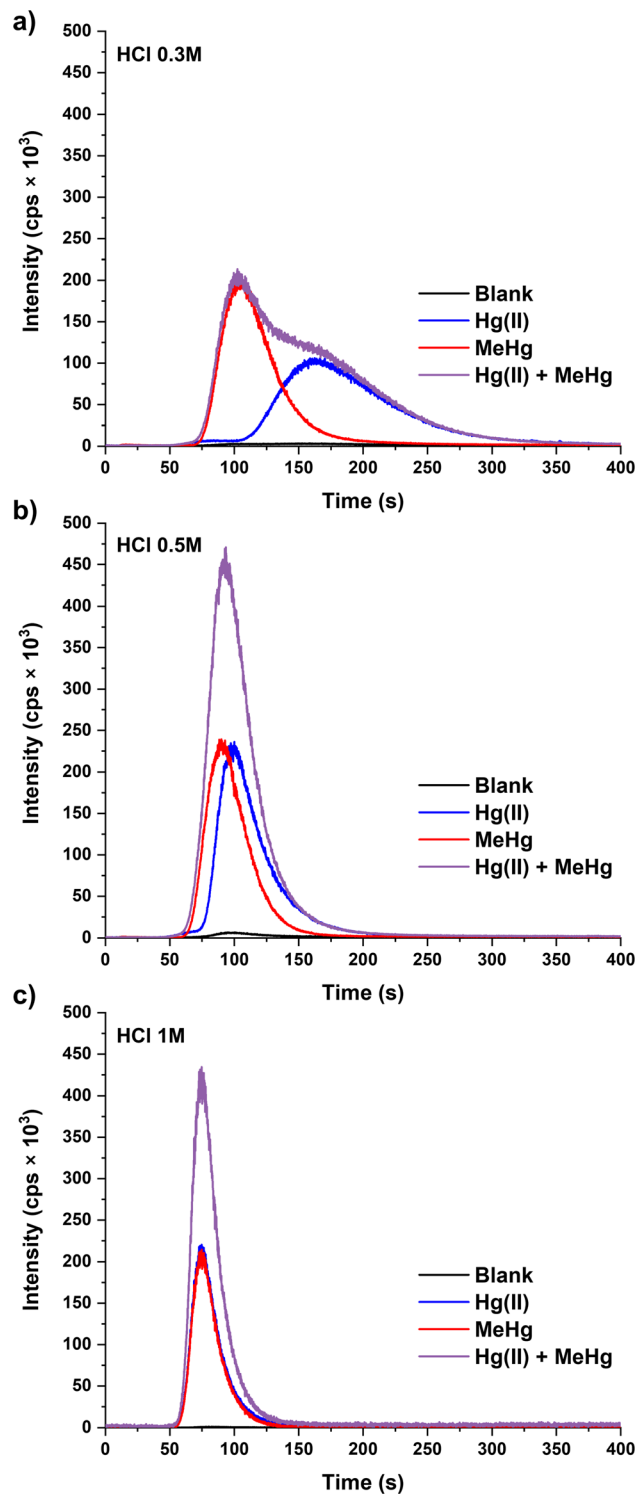 a)
HCl 0.3M
500
450
400
350
300
250
200
150
100
50
0
Intensity (cps × 10³)
Blank
Hg(II)
MeHg
Hg(II) + MeHg
0 50 100 150 200 250 300 350 400
Time (s)
b)
HCl 0.5M
500
450
400
350
300
250
200
150
100
50
0
Intensity (cps × 10³)
Blank
Hg(II)
MeHg
Hg(II) + MeHg
0 50 100 150 200 250 300 350 400
Time (s)
c)
HCl 1M
500
450
400
350
300
250
200
150
100
50
0
Intensity (cps × 10³)
Blank
Hg(II)
MeHg
Hg(II) + MeHg
0 50 100 150 200 250 300 350 400
Time (s)